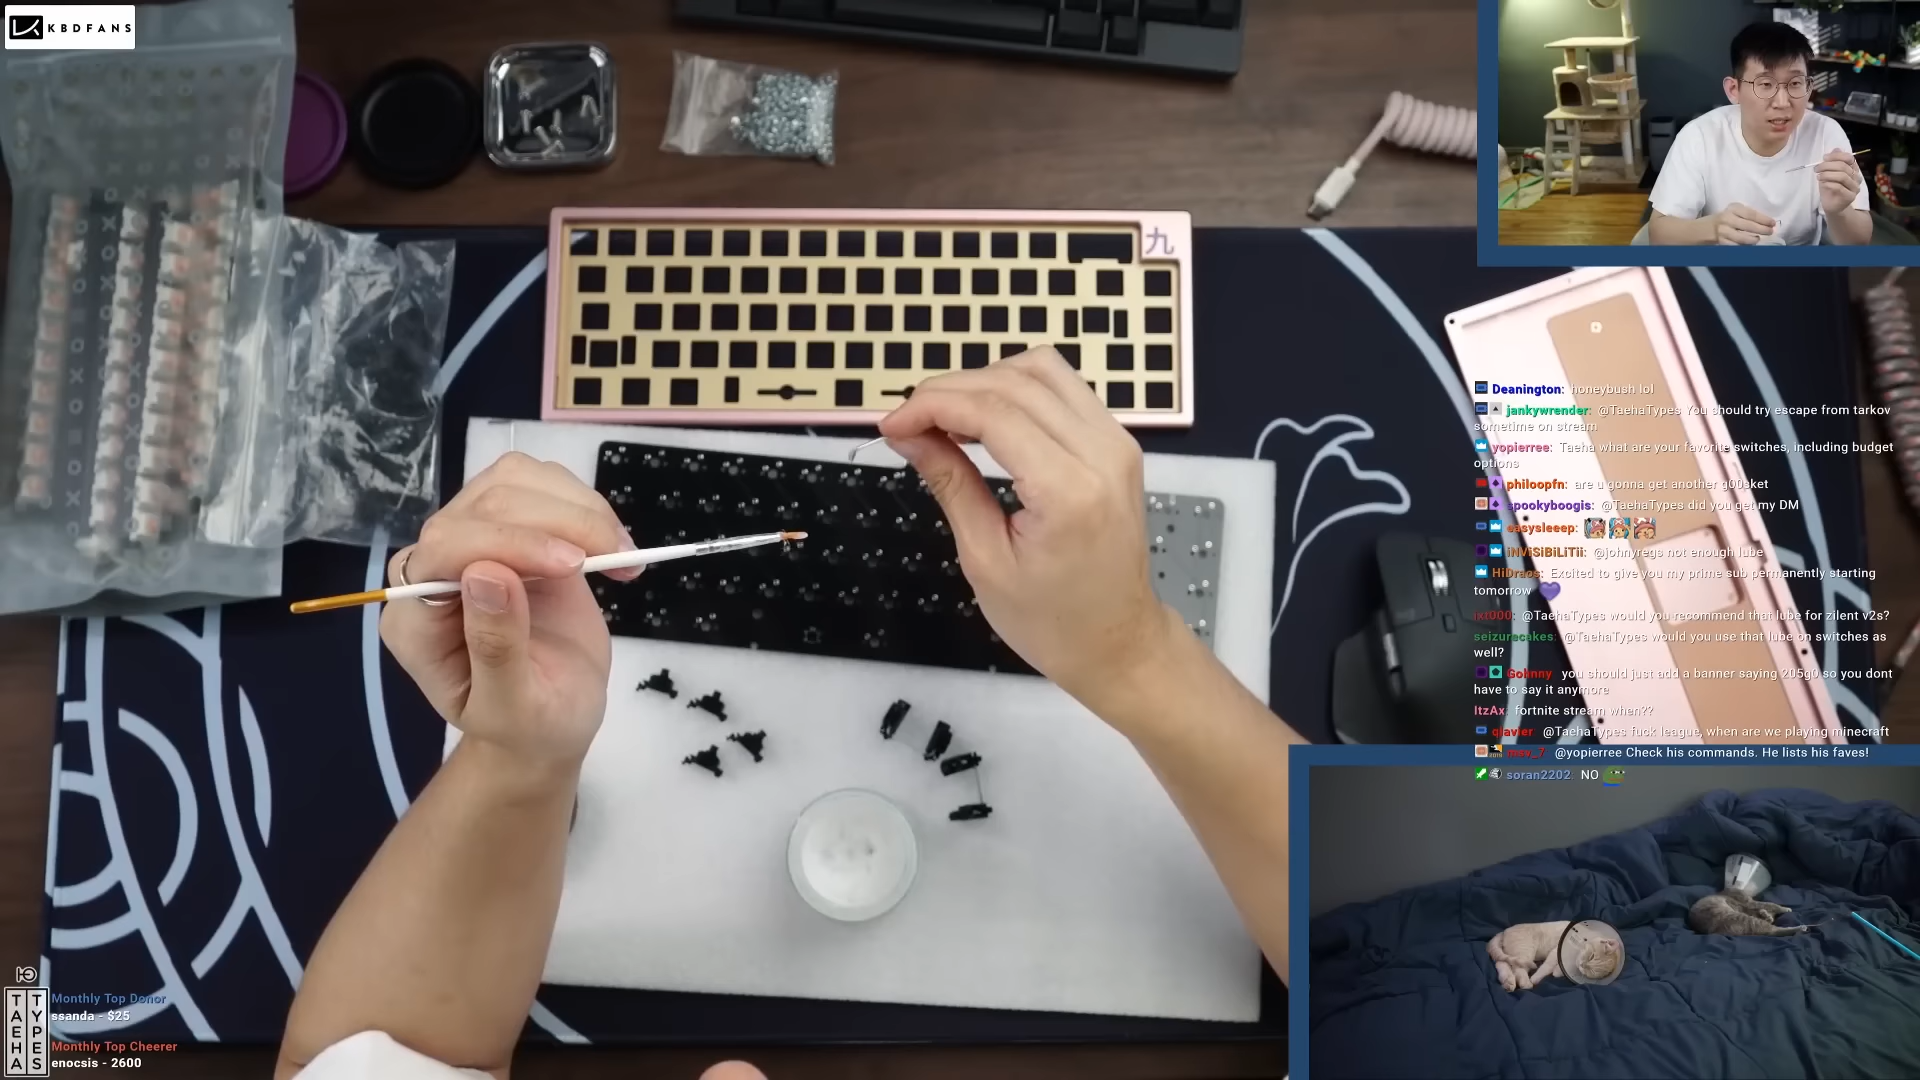 KBDFANS
九
Deanington: honeybush lol
jankywrender: @TaehaTypes You should try escape from tarkov
sometime on stream
yopierree: Taeha what are your favorite switches, including budget
options
philoopfn: are u gonna get another g00sket
spookyboogis: @TaehaTypes did you get my DM
easysleeep:
iNViSiBiLiTii: @johnyregs not enough lube
HiDraos: Excited to give you my prime sub permanently starting
tomorrow
@TaehaTypes would you recommend that lube for zilent v2s?
seizurecakes: @TaehaTypes would you use that lube on switches as
well?
Gohnny you should just add a banner saying 205g0 so you dont
have to say it anymore
ItzAx: fortnite stream when??
qlavier @TaehaTypes fuck league, when are we playing minecraft
@yopierree Check his commands. He lists his faves!
soran2202: NO
TAEHA
TYPES
Monthly Top Donor
ssanda - $25
Monthly Top Cheerer
enocsis - 2600